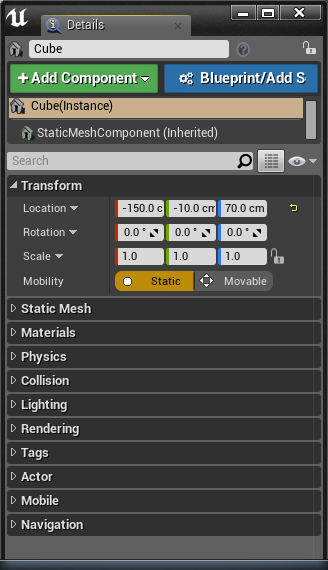 Details
Cube
+ Add Component
Blueprint/Add S
Cube(Instance)
StaticMeshComponent (Inherited)
Search
Transform
Location -150.0 c -10.0 cm 70.0 cm
Rotation 0.0 ° 0.0 ° 0.0 °
Scale 1.0 1.0 1.0
Mobility Static Movable
Static Mesh
Materials
Physics
Collision
Lighting
Rendering
Tags
Actor
Mobile
Navigation